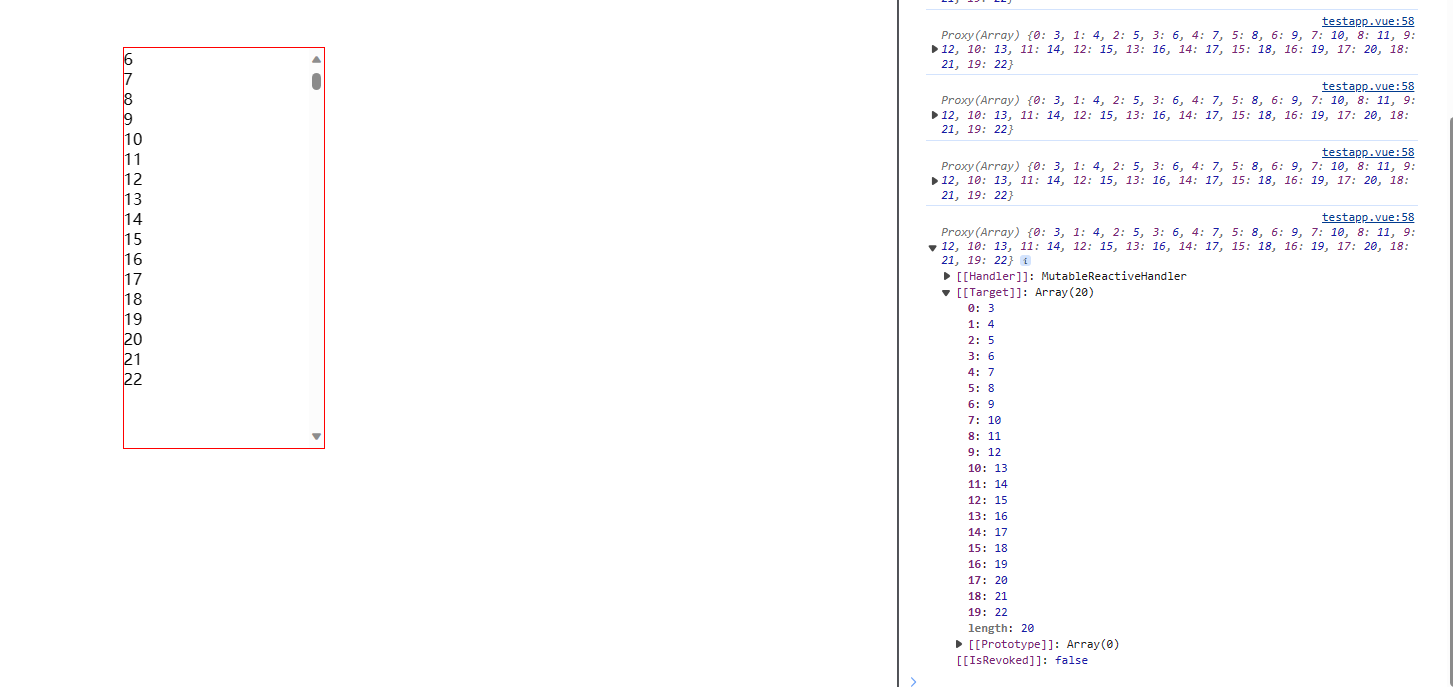 6
7
8
9
10
11
12
13
14
15
16
17
18
19
20
21
22
21, 19: 22}
testapp.vue:58
Proxy(Array) {0: 3, 1: 4, 2: 5, 3: 6, 4: 7, 5: 8, 6: 9, 7: 10, 8: 11, 9:
12, 10: 13, 11: 14, 12: 15, 13: 16, 14: 17, 15: 18, 16: 19, 17: 20, 18:
21, 19: 22}
testapp.vue:58
Proxy(Array) {0: 3, 1: 4, 2: 5, 3: 6, 4: 7, 5: 8, 6: 9, 7: 10, 8: 11, 9:
12, 10: 13, 11: 14, 12: 15, 13: 16, 14: 17, 15: 18, 16: 19, 17: 20, 18:
21, 19: 22}
testapp.vue:58
Proxy(Array) {0: 3, 1: 4, 2: 5, 3: 6, 4: 7, 5: 8, 6: 9, 7: 10, 8: 11, 9:
12, 10: 13, 11: 14, 12: 15, 13: 16, 14: 17, 15: 18, 16: 19, 17: 20, 18:
21, 19: 22}
testapp.vue:58
Proxy(Array) {0: 3, 1: 4, 2: 5, 3: 6, 4: 7, 5: 8, 6: 9, 7: 10, 8: 11, 9:
12, 10: 13, 11: 14, 12: 15, 13: 16, 14: 17, 15: 18, 16: 19, 17: 20, 18:
21, 19: 22} i
[[Handler]]: MutableReactiveHandler
[[Target]]: Array(20)
0: 3
1: 4
2: 5
3: 6
4: 7
5: 8
6: 9
7: 10
8: 11
9: 12
10: 13
11: 14
12: 15
13: 16
14: 17
15: 18
16: 19
17: 20
18: 21
19: 22
length: 20
[[Prototype]]: Array(0)
[[IsRevoked]]: false